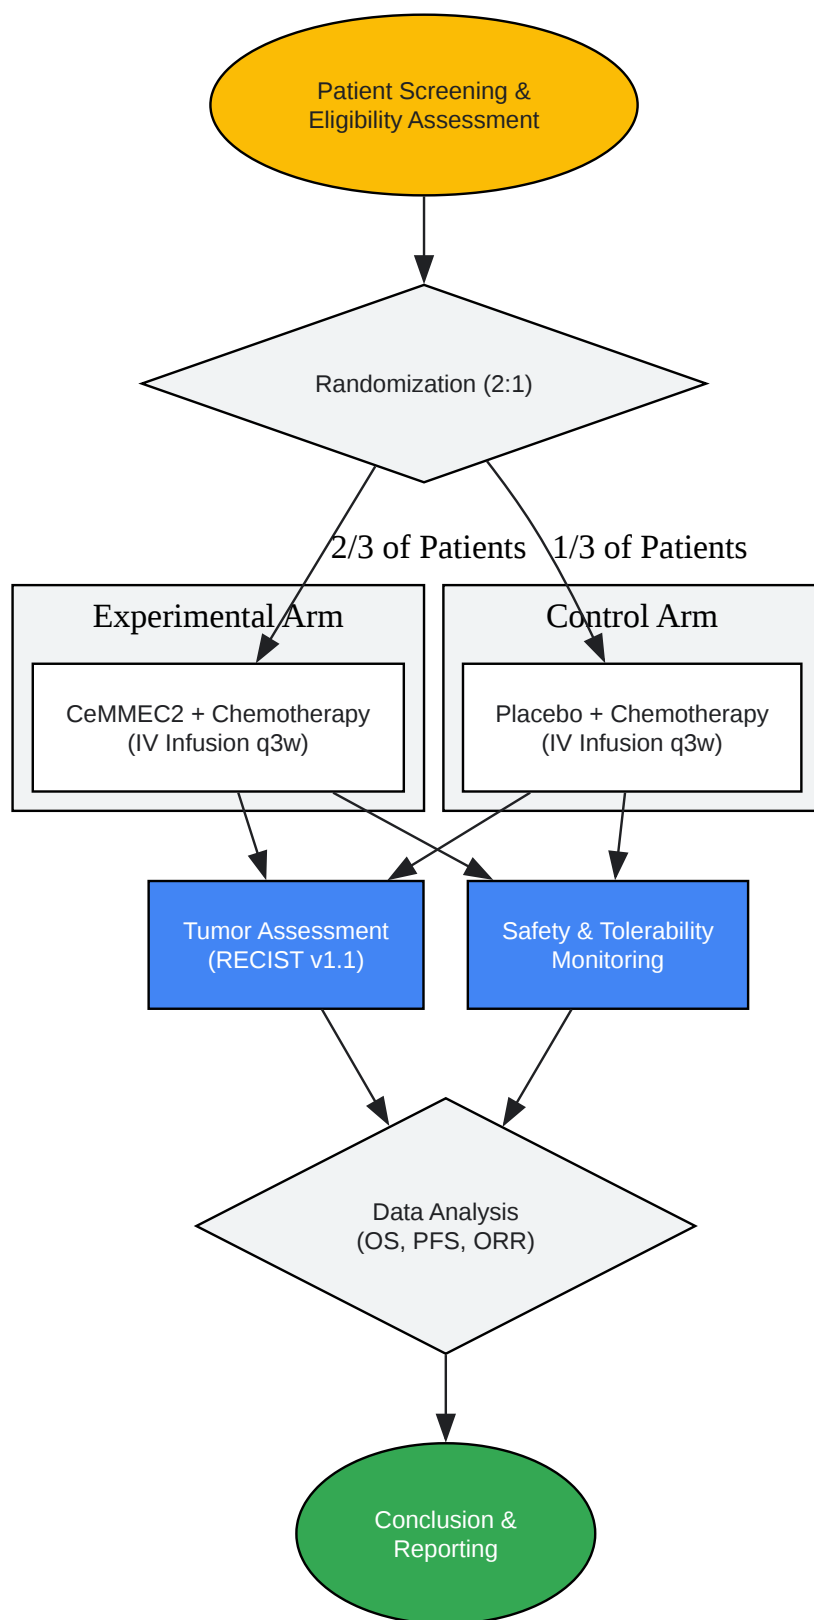 Patient Screening &
Eligibility Assessment
Randomization (2:1)
2/3 of Patients
1/3 of Patients
Experimental Arm
Control Arm
CeMMEC2 + Chemotherapy
(IV Infusion q3w)
Placebo + Chemotherapy
(IV Infusion q3w)
Tumor Assessment
(RECIST v1.1)
Safety & Tolerability
Monitoring
Data Analysis
(OS, PFS, ORR)
Conclusion &
Reporting